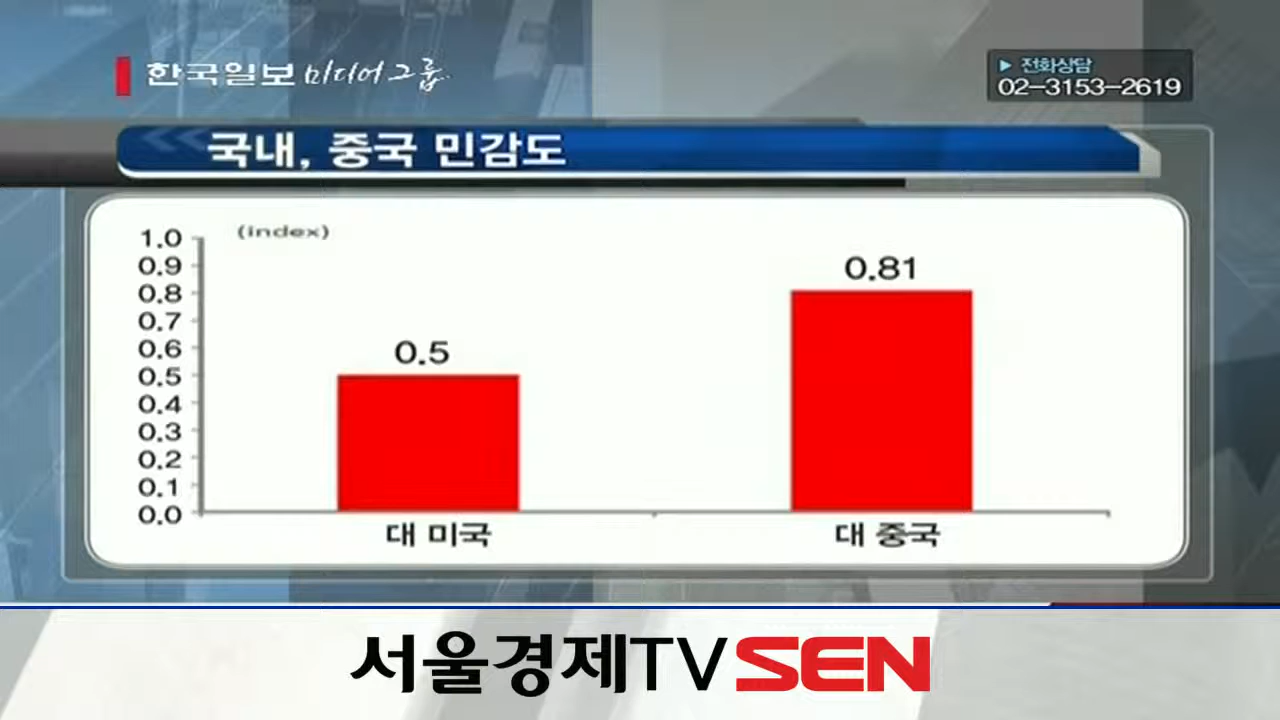 한국일보 미디어그룹
▶ 전화상담
02-3153-2619
국내, 중국 민감도
(index)
1.0
0.9
0.8
0.7
0.6
0.5
0.4
0.3
0.2
0.1
0.0
0.5
0.81
대 미국
대 중국
서울경제TV SEN